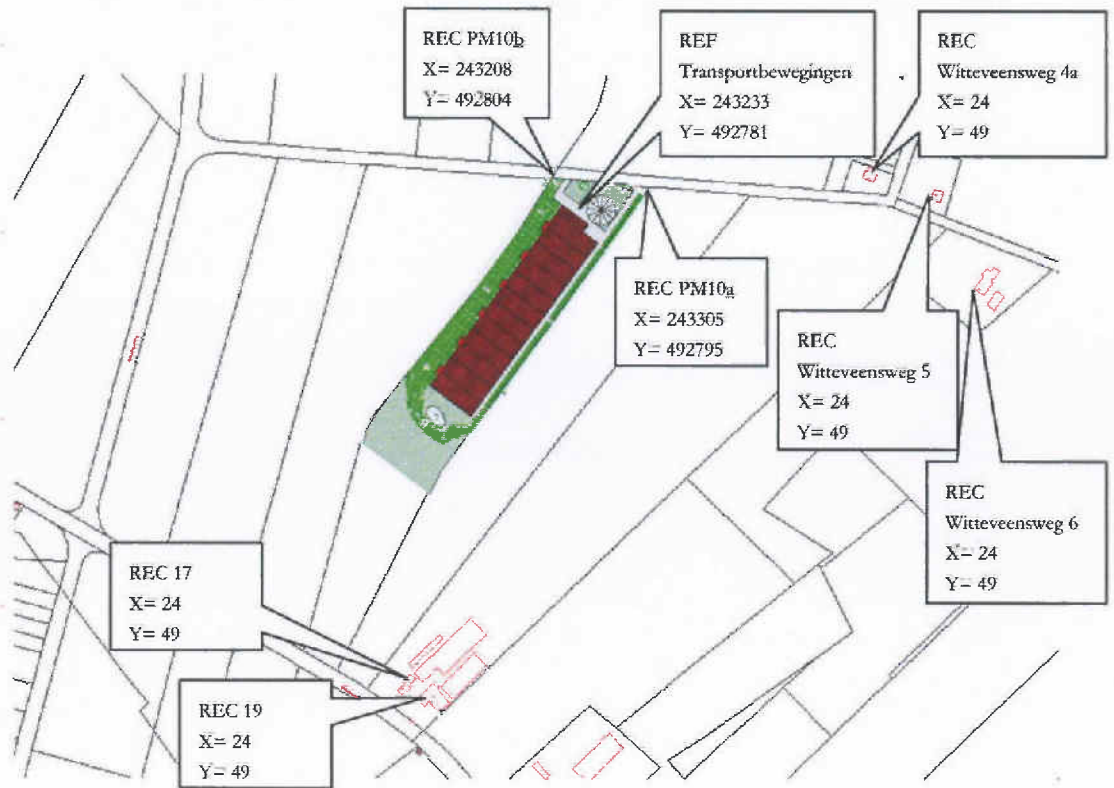 REC PM10b
X= 243208
Y= 492804
REF
Transportbewegingen
X= 243233
Y= 492781
REC
Witteveensweg 4a
X= 24
Y= 49
REC PM10a
X= 243305
Y= 492795
REC
Witteveensweg 5
X= 24
Y= 49
REC
Witteveensweg 6
X= 24
Y= 49
REC 17
X= 24
Y= 49
REC 19
X= 24
Y= 49